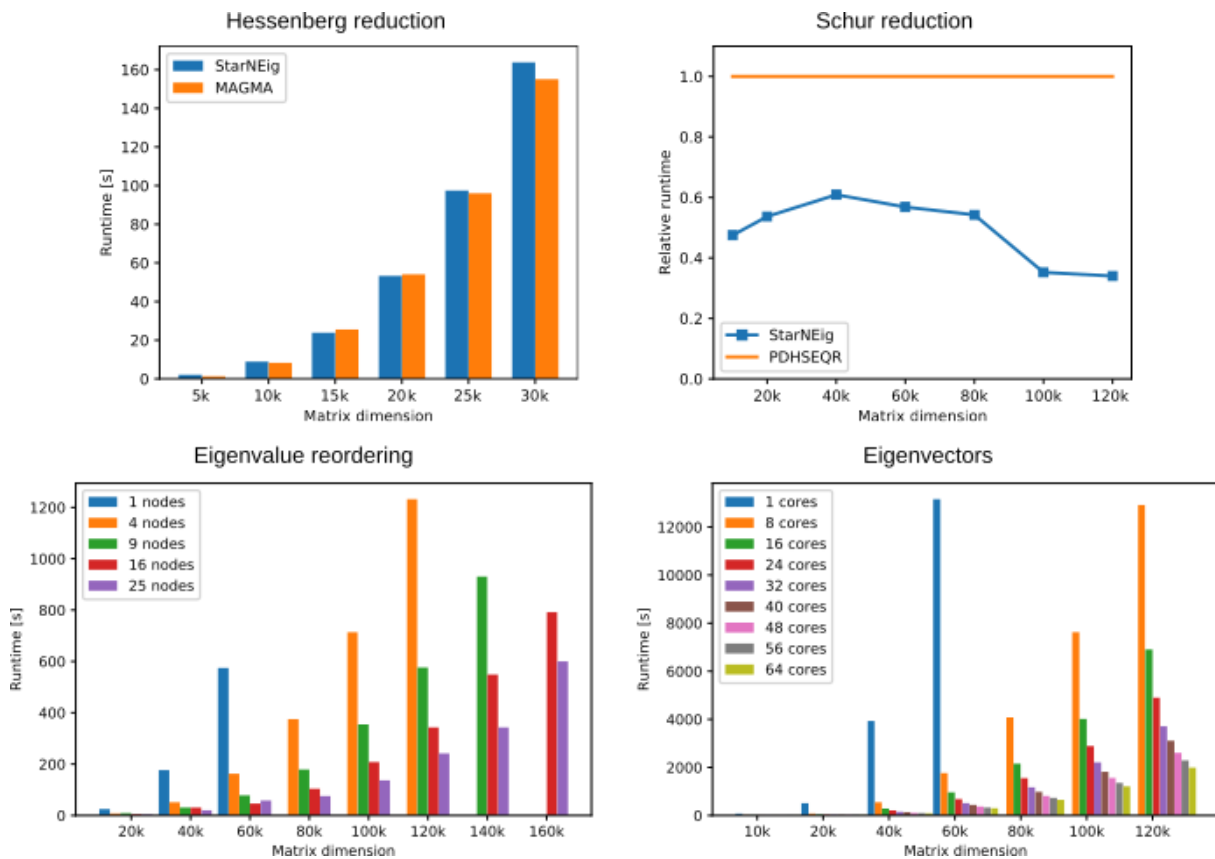 Hessenberg reduction
StarNEig
MAGMA
Runtime [s]
160
140
120
100
80
60
40
20
0
5k 10k 15k 20k 25k 30k
Matrix dimension
Schur reduction
Relative runtime
1.0
0.8
0.6
0.4
0.2
0.0
StarNEig
PDHSEQR
20k 40k 60k 80k 100k 120k
Matrix dimension
Eigenvalue reordering
1 nodes
4 nodes
9 nodes
16 nodes
25 nodes
Runtime [s]
1200
1000
800
600
400
200
0
20k 40k 60k 80k 100k 120k 140k 160k
Matrix dimension
Eigenvectors
1 cores
8 cores
16 cores
24 cores
32 cores
40 cores
48 cores
56 cores
64 cores
Runtime [s]
12000
10000
8000
6000
4000
2000
0
10k 20k 40k 60k 80k 100k 120k
Matrix dimension